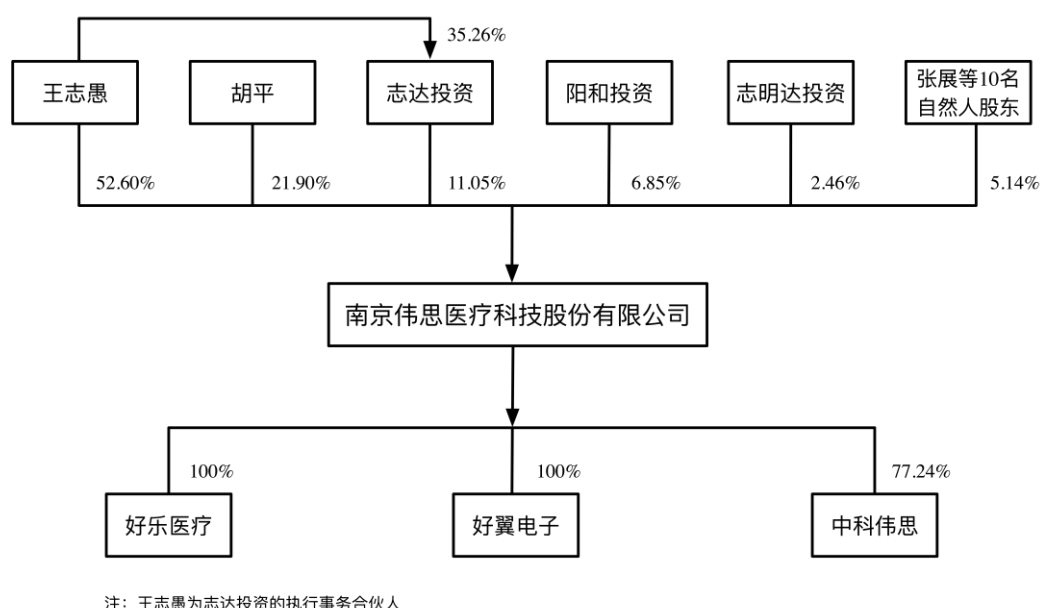 35.26%
王志愚
胡平
志达投资
阳和投资
志明达投资
张展等10名
自然人股东
52.60%
21.90%
11.05%
6.85%
2.46%
5.14%
南京伟思医疗科技股份有限公司
100%
100%
77.24%
好乐医疗
好翼电子
中科伟思
注：王志愚为志达投资的执行事务合伙人